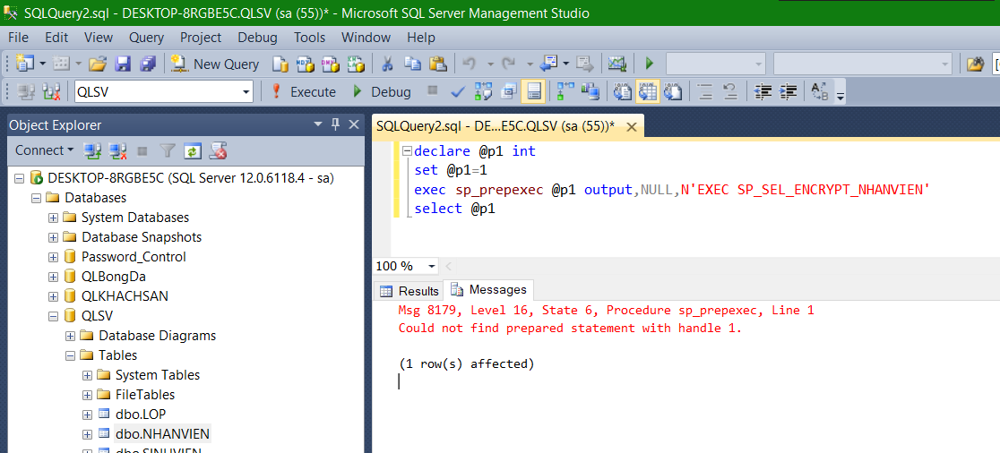 SQLQuery2.sql - DESKTOP-8RGBE5C.QLSV (sa (55))* - Microsoft SQL Server Management Studio
File Edit View Query Project Debug Tools Window Help
New Query
QLSV Execute Debug
Object Explorer
Connect
DESKTOP-8RGBE5C (SQL Server 12.0.6118.4 - sa)
Databases
System Databases
Database Snapshots
Password_Control
QLBongDa
QLKHACHSAN
QLSV
Database Diagrams
Tables
System Tables
FileTables
dbo.LOP
dbo.NHANVIEN
dbo.SINHVIEN
SQLQuery2.sql - DE...E5C.QLSV (sa (55))*
declare @p1 int
set @p1=1
exec sp_prepexec @p1 output,NULL,N'EXEC SP_SEL_ENCRYPT_NHANVIEN'
select @p1
100 %
Results Messages
Msg 8179, Level 16, State 6, Procedure sp_prepexec, Line 1
Could not find prepared statement with handle 1.
(1 row(s) affected)